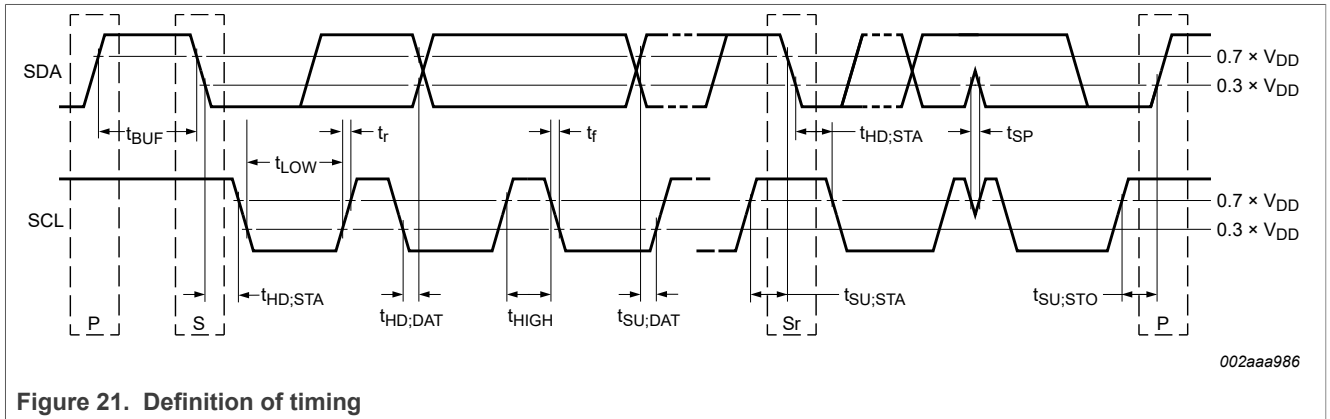 SDA
0.7 × VDD
0.3 × VDD
tBUF
tr
tf
tHD;STA
tSP
tLOW
SCL
0.7 × VDD
0.3 × VDD
tHD;STA
tHD;DAT
tHIGH
tSU;DAT
tSU;STA
tSU;STO
P
S
Sr
P
002aaa986
Figure 21. Definition of timing